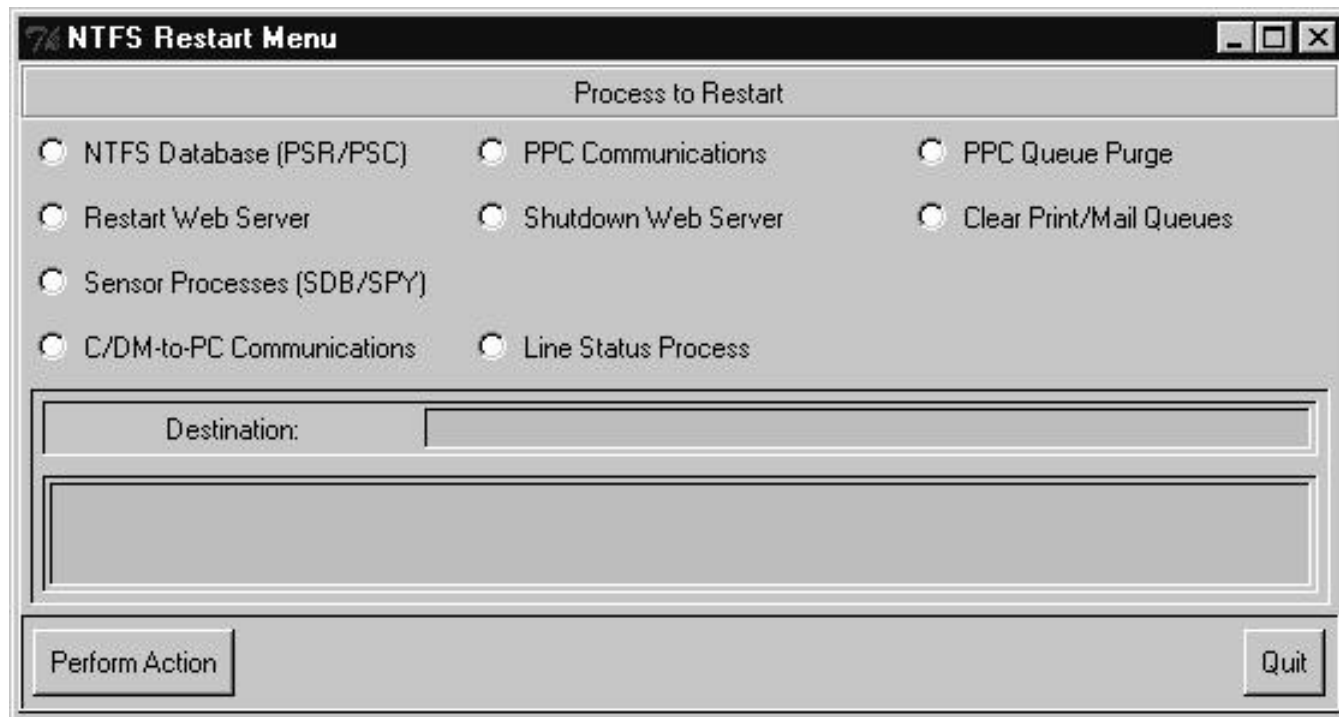 NTFS Restart Menu
Process to Restart
NTFS Database (PSR/PSC) PPC Communications PPC Queue Purge
Restart Web Server Shutdown Web Server Clear Print/Mail Queues
Sensor Processes (SDB/SPY)
C/DM-to-PC Communications Line Status Process
Destination:
Perform Action Quit